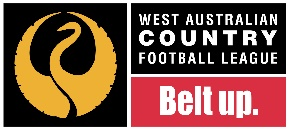 WEST AUSTRALIAN
COUNTRY
FOOTBALL LEAGUE
Belt up.